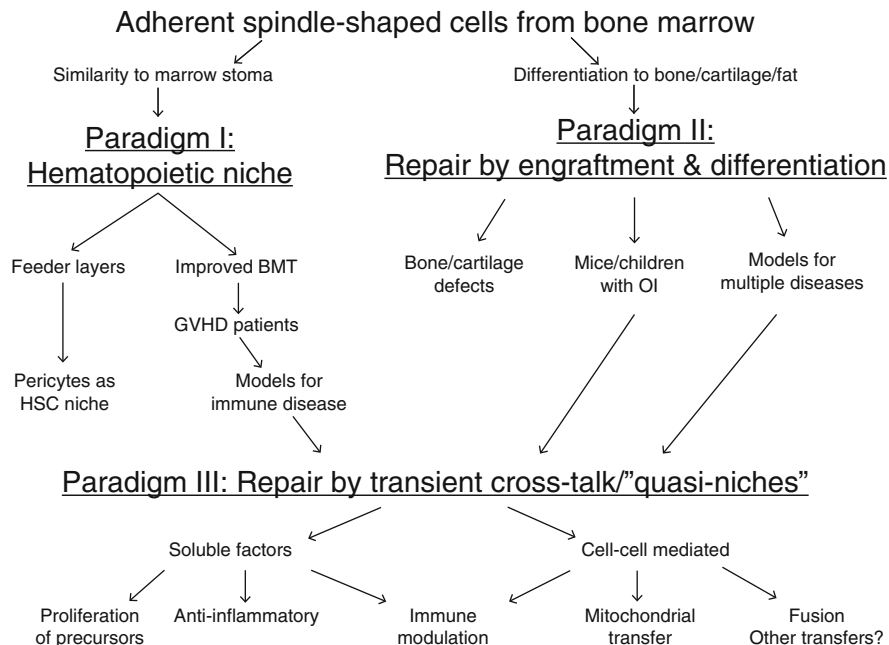 Adherent spindle-shaped cells from bone marrow
Similarity to marrow stoma
Differentiation to bone/cartilage/fat
Paradigm I:
Hematopoietic niche
Paradigm II:
Repair by engraftment & differentiation
Feeder layers
Improved BMT
Bone/cartilage
defects
Mice/children
with OI
Models for
multiple diseases
GVHD patients
Pericytes as
HSC niche
Models for
immune disease
Paradigm III: Repair by transient cross-talk/”quasi-niches”
Soluble factors
Cell-cell mediated
Proliferation
of precursors
Anti-inflammatory
Immune
modulation
Mitochondrial
transfer
Fusion
Other transfers?